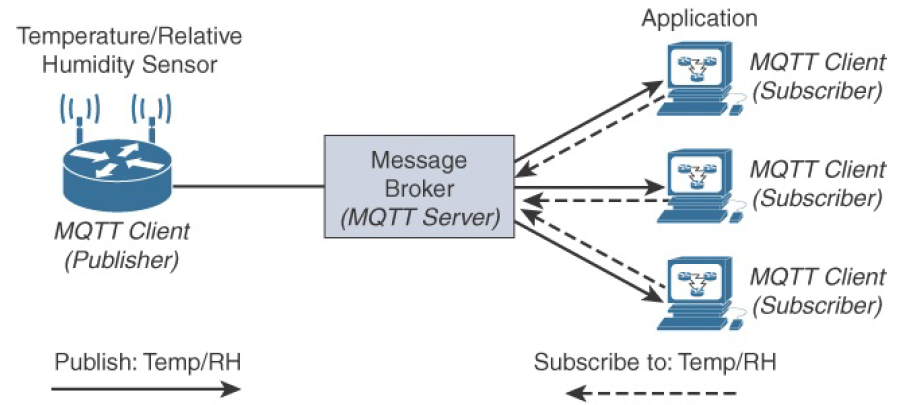 Temperature/Relative
Humidity Sensor
MQTT Client
(Publisher)
Message
Broker
(MQTT Server)
Application
MQTT Client
(Subscriber)
MQTT Client
(Subscriber)
MQTT Client
(Subscriber)
Publish: Temp/RH
Subscribe to: Temp/RH